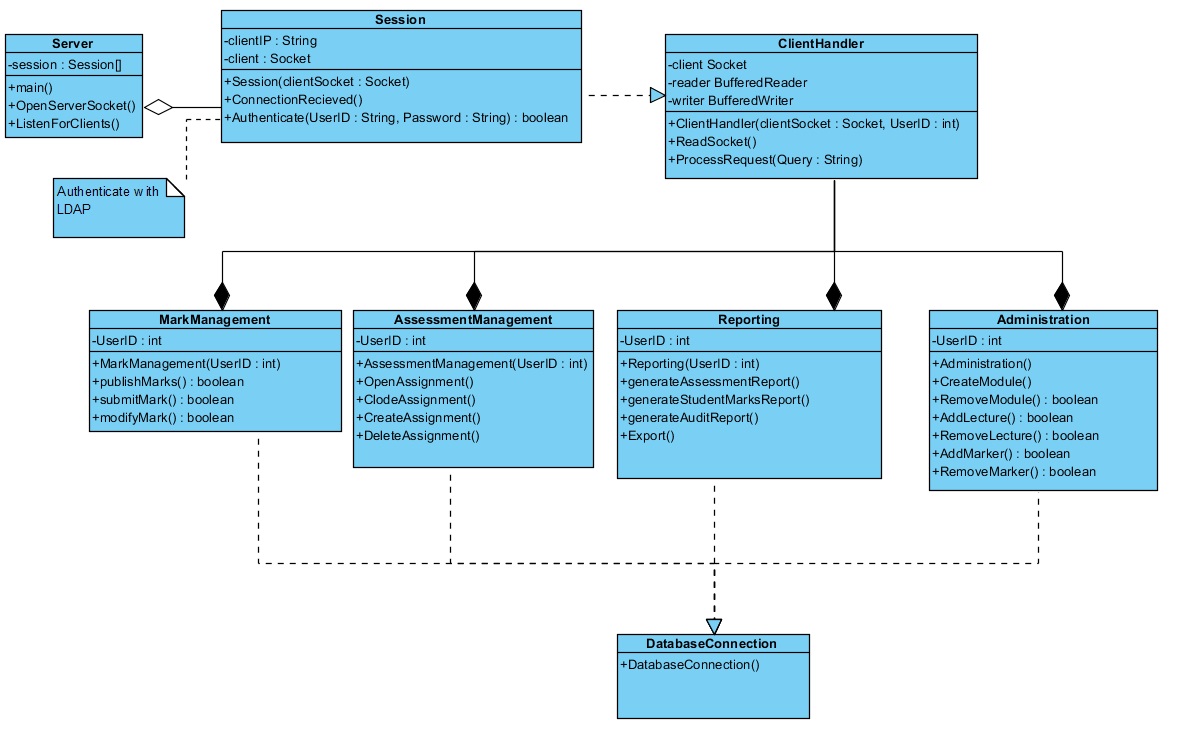 Server
-session : Session[]
+main()
+OpenServerSocket()
+ListenForClients()
Session
-clientIP : String
-client : Socket
+Session(clientSocket : Socket)
+ConnectionRecieved()
+Authenticate(UserID : String, Password : String) : boolean
ClientHandler
-client Socket
-reader BufferedReader
-writer BufferedWriter
+ClientHandler(clientSocket : Socket, UserID : int)
+ReadSocket()
+ProcessRequest(Query : String)
Authenticate with
LDAP
MarkManagement
-UserID : int
+MarkManagement(UserID : int)
+publishMarks() : boolean
+submitMark() : boolean
+modifyMark() : boolean
AssessmentManagement
-UserID : int
+AssessmentManagement(UserID : int)
+OpenAssignment()
+ClodeAssignment()
+CreateAssignment()
+DeleteAssignment()
Reporting
-UserID : int
+Reporting(UserID : int)
+generateAssessmentReport()
+generateStudentMarksReport()
+generateAuditReport()
+Export()
Administration
-UserID : int
+Administration()
+CreateModule()
+RemoveModule() : boolean
+AddLecture() : boolean
+RemoveLecture() : boolean
+AddMarker() : boolean
+RemoveMarker() : boolean
DatabaseConnection
+DatabaseConnection()